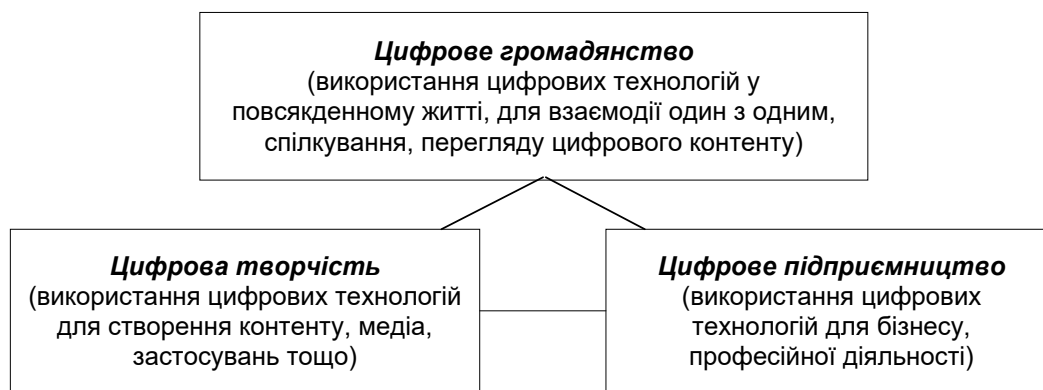 Цифрове громадянство
(використання цифрових технологій у
повсякденному житті, для взаємодії один з одним,
спілкування, перегляду цифрового контенту)
Цифрова творчість
(використання цифрових технологій
для створення контенту, медіа,
застосувань тощо)
Цифрове підприємництво
(використання цифрових
технологій для бізнесу,
професійної діяльності)